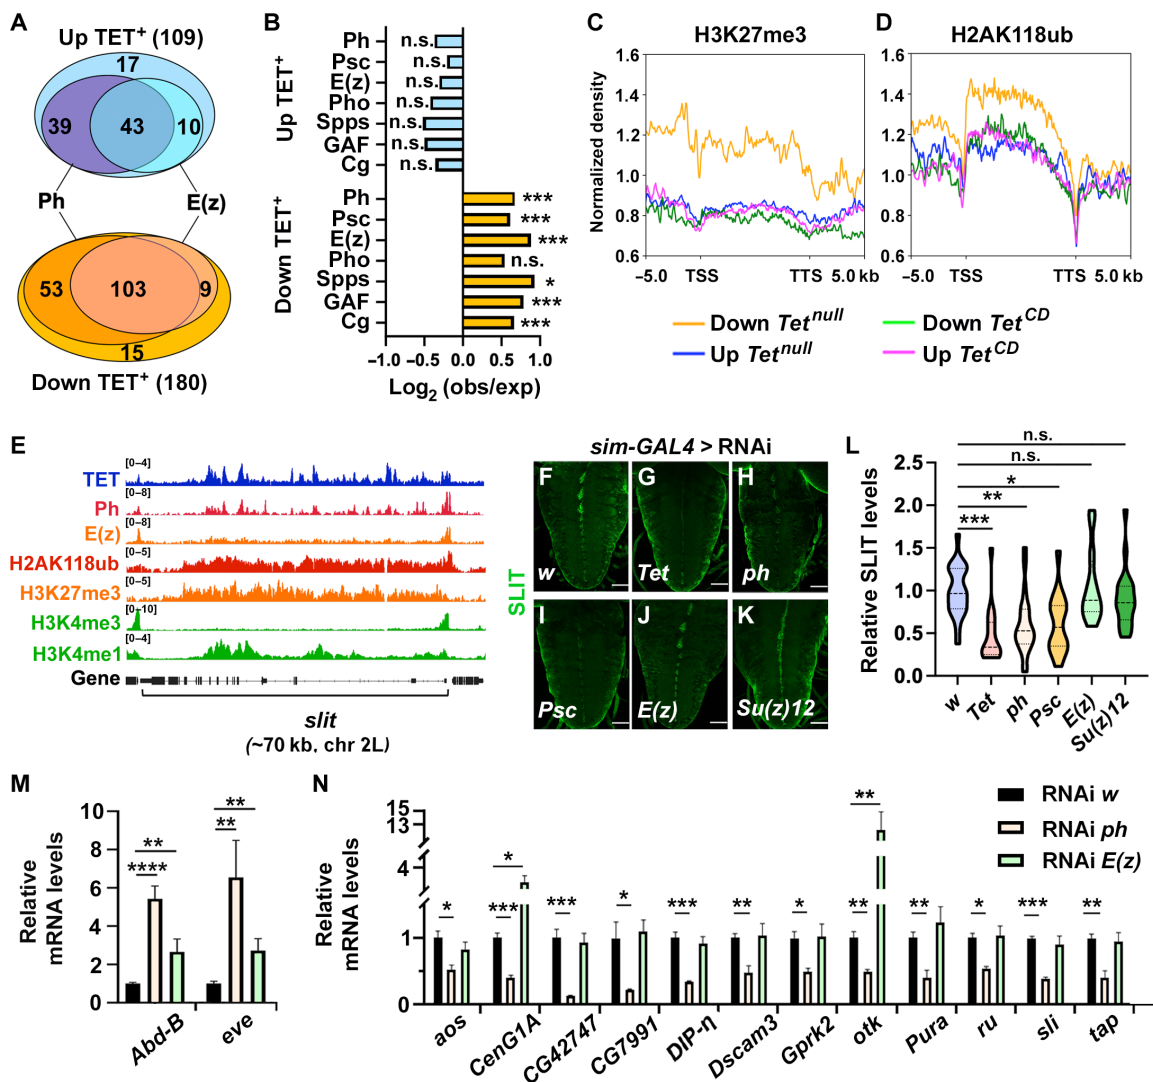 A
Up TET+ (109)
17
39
43
10
Ph
E(z)
53
103
9
15
Down TET+ (180)
B
Up TET+
Ph n.s.
Psc n.s.
E(z) n.s.
Pho n.s.
Spps n.s.
GAF n.s.
Cg n.s.
Down TET+
Ph ***
Psc ***
E(z) ***
Pho n.s.
Spps *
GAF ***
Cg ***
−1.0 0.0 0.5 1.0
Log2 (obs/exp)
C
H3K27me3
Normalized density
1.6
1.4
1.2
1.0
0.8
0.6
−5.0 TSS TTS 5.0 kb
D
H2AK118ub
1.6
1.4
1.2
1.0
0.8
0.6
−5.0 TSS TTS 5.0 kb
Down Tetnull
Up Tetnull
Down TetCD
Up TetCD
E
[0–4]
TET
[0–8]
Ph
[0–8]
E(z)
[0–5]
H2AK118ub
[0–5]
H3K27me3
[0–10]
H3K4me3
[0–4]
H3K4me1
Gene
slit
(~70 kb, chr 2L)
sim-GAL4 > RNAi
SLIT
F
w
G
Tet
H
ph
I
Psc
J
E(z)
K
Su(z)12
L
Relative SLIT levels
n.s.
n.s.
*
**
***
2.5
2.0
1.5
1.0
0.5
0.0
w
Tet
ph
Psc
E(z)
Su(z)12
M
Relative
mRNA levels
10
8
6
4
2
0
**
****
**
**
Abd-B
eve
N
Relative
mRNA levels
15
13
4
1
0
*
*
***
***
*
***
**
*
**
**
**
*
***
**
RNAi w
RNAi ph
RNAi E(z)
aos
CenG1A
CG42747
CG7991
DIP-η
Dscam3
Gprk2
otk
Pura
ru
sli
tap